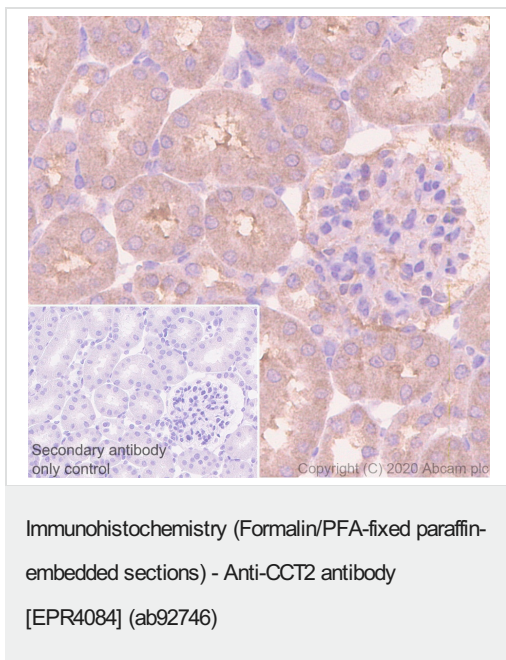 Secondary antibody
only control
Copyright (C) 2020 Abcam plc
Immunohistochemistry (Formalin/PFA-fixed paraffin-
embedded sections) - Anti-CCT2 antibody
[EPR4084] (ab92746)